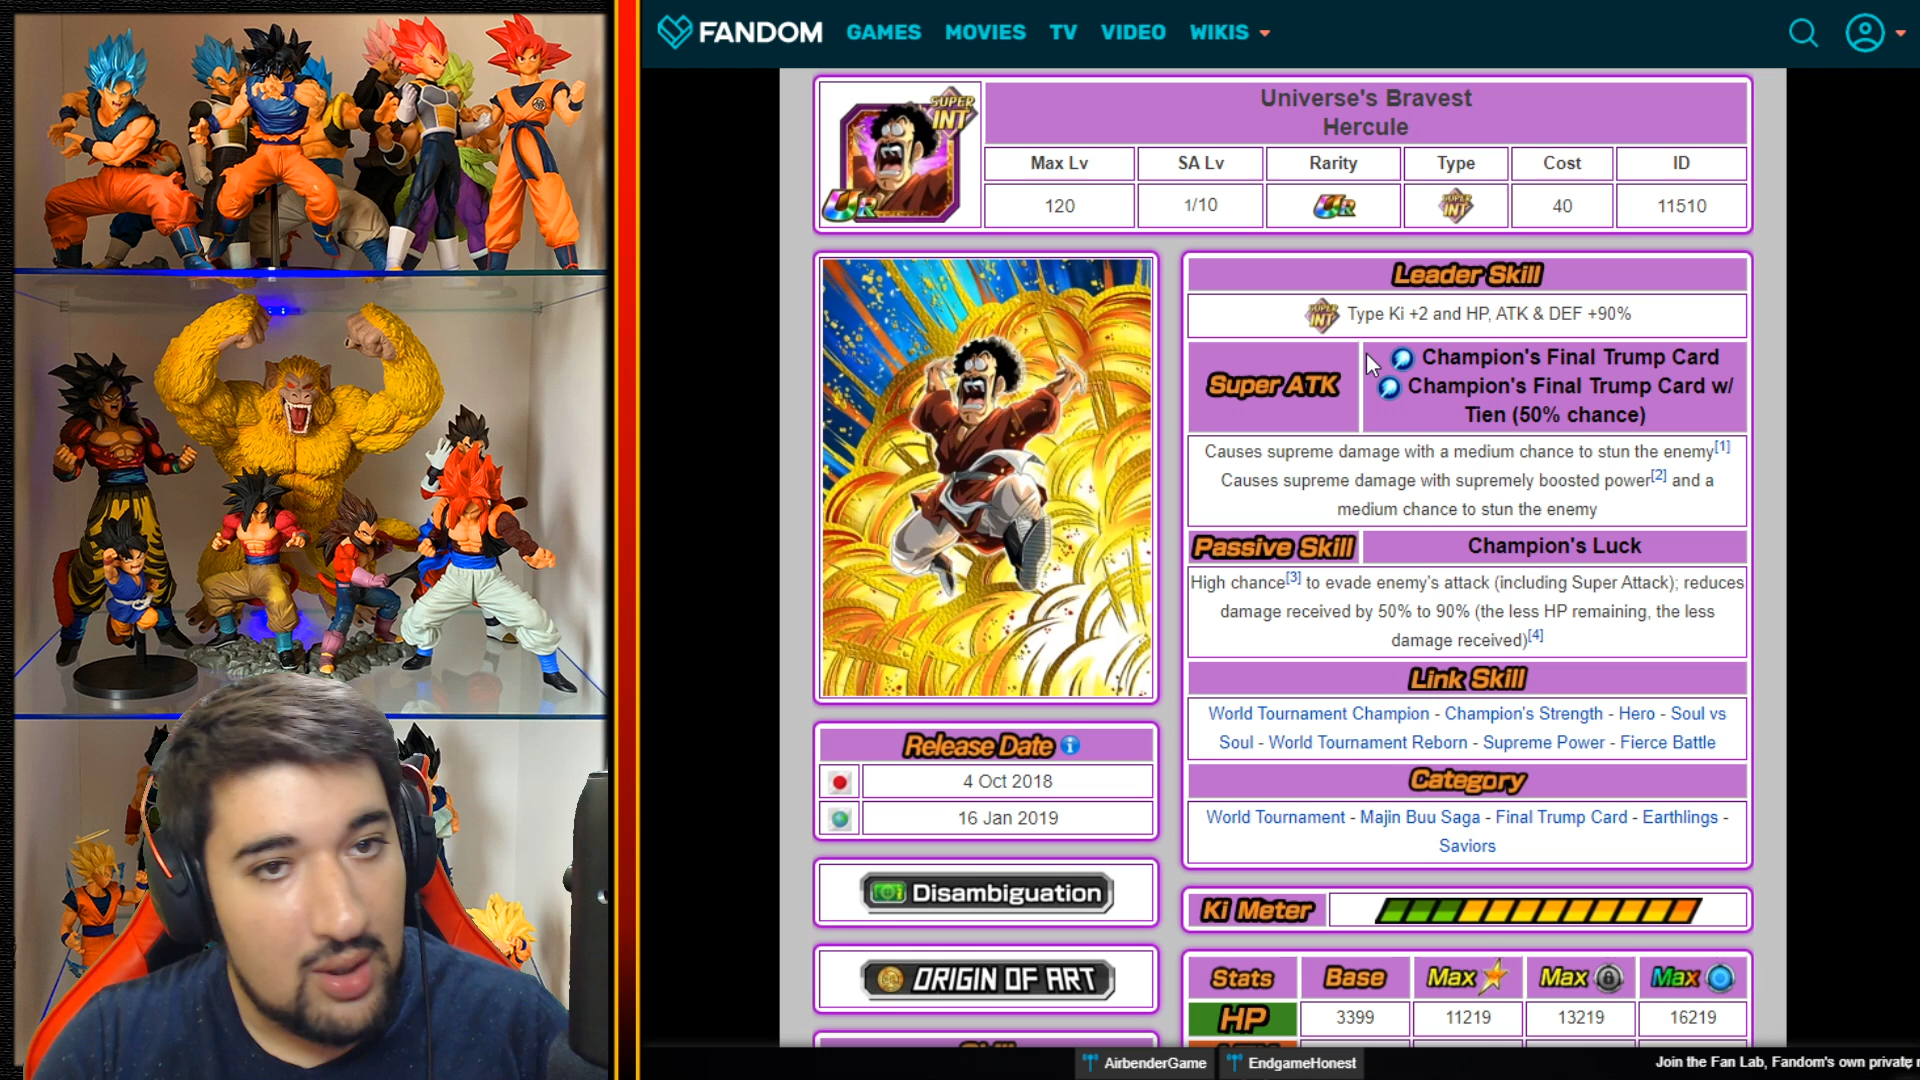 FANDOM GAMES MOVIES TV VIDEO WIKIS
SUPER INT
UR
Universe's Bravest
Hercule
Max Lv SA Lv Rarity Type Cost ID
120 1/10 UR SUPER INT 40 11510
Leader Skill
SUPER INT Type Ki +2 and HP, ATK & DEF +90%
Super ATK
Champion's Final Trump Card
Champion's Final Trump Card w/
Tien (50% chance)
Causes supreme damage with a medium chance to stun the enemy[1]
Causes supreme damage with supremely boosted power[2] and a
medium chance to stun the enemy
Passive Skill Champion's Luck
High chance[3] to evade enemy's attack (including Super Attack); reduces
damage received by 50% to 90% (the less HP remaining, the less
damage received)[4]
Link Skill
World Tournament Champion - Champion's Strength - Hero - Soul vs
Soul - World Tournament Reborn - Supreme Power - Fierce Battle
Category
World Tournament - Majin Buu Saga - Final Trump Card - Earthlings -
Saviors
Ki Meter
Stats Base Max Max Max
HP 3399 11219 13219 16219
Release Date
4 Oct 2018
16 Jan 2019
Disambiguation
ORIGIN OF ART
AirbenderGame EndgameHonest Join the Fan Lab, Fandom's own private